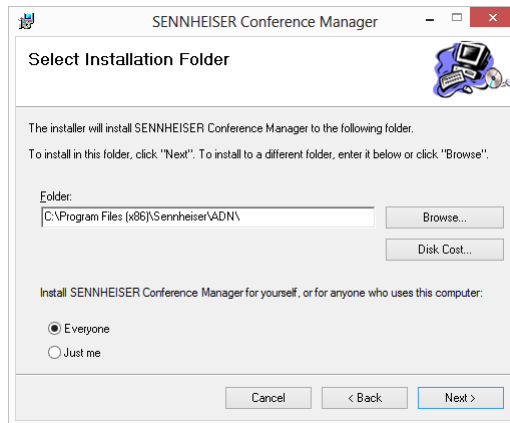 SENNHEISER Conference Manager
Select Installation Folder
The installer will install SENNHEISER Conference Manager to the following folder.
To install in this folder, click "Next". To install to a different folder, enter it below or click "Browse".
Folder:
C:\Program Files (x86)\Sennheiser\ADN\
Browse...
Disk Cost...
Install SENNHEISER Conference Manager for yourself, or for anyone who uses this computer:
Everyone
Just me
Cancel
< Back
Next >